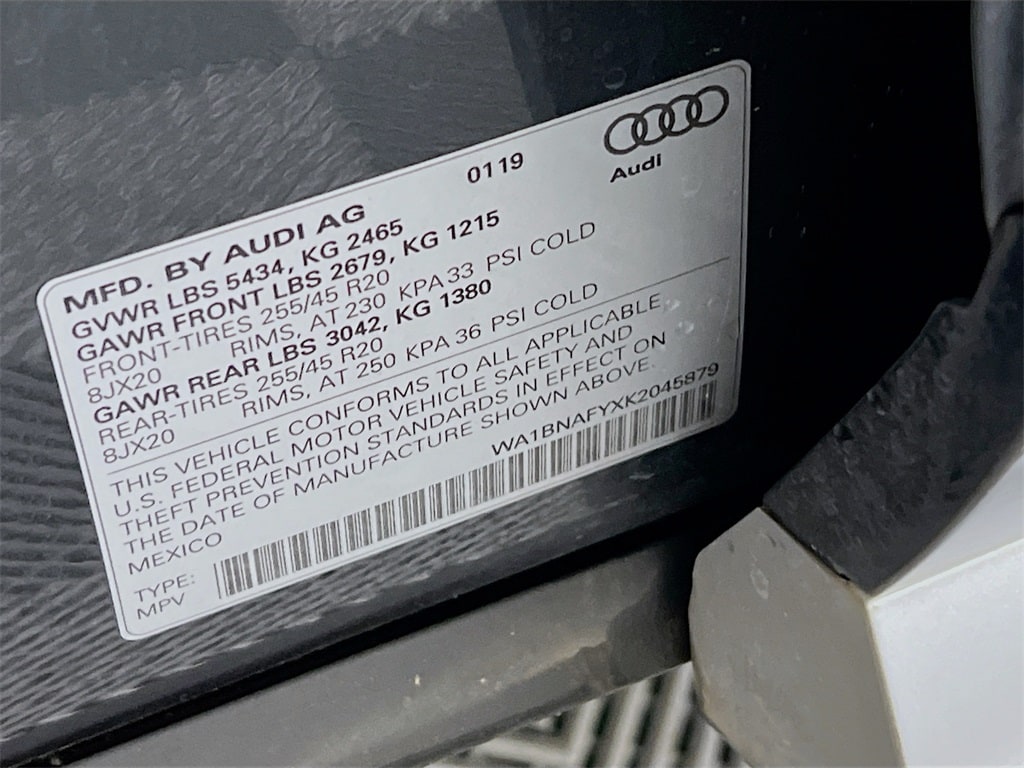 0119
Audi
MFD. BY AUDI AG
GVWR LBS 5434, KG 2465
GAWR FRONT LBS 2679, KG 1215
FRONT-TIRES 255/45 R20
8JX20 RIMS, AT 230 KPA 33 PSI COLD
GAWR REAR LBS 3042, KG 1380
REAR-TIRES 255/45 R20
8JX20 RIMS, AT 250 KPA 36 PSI COLD
THIS VEHICLE CONFORMS TO ALL APPLICABLE
U.S. FEDERAL MOTOR VEHICLE SAFETY AND
THEFT PREVENTION STANDARDS IN EFFECT ON
THE DATE OF MANUFACTURE SHOWN ABOVE.
MEXICO WA1BNAFYXK2045879
TYPE:
MPV